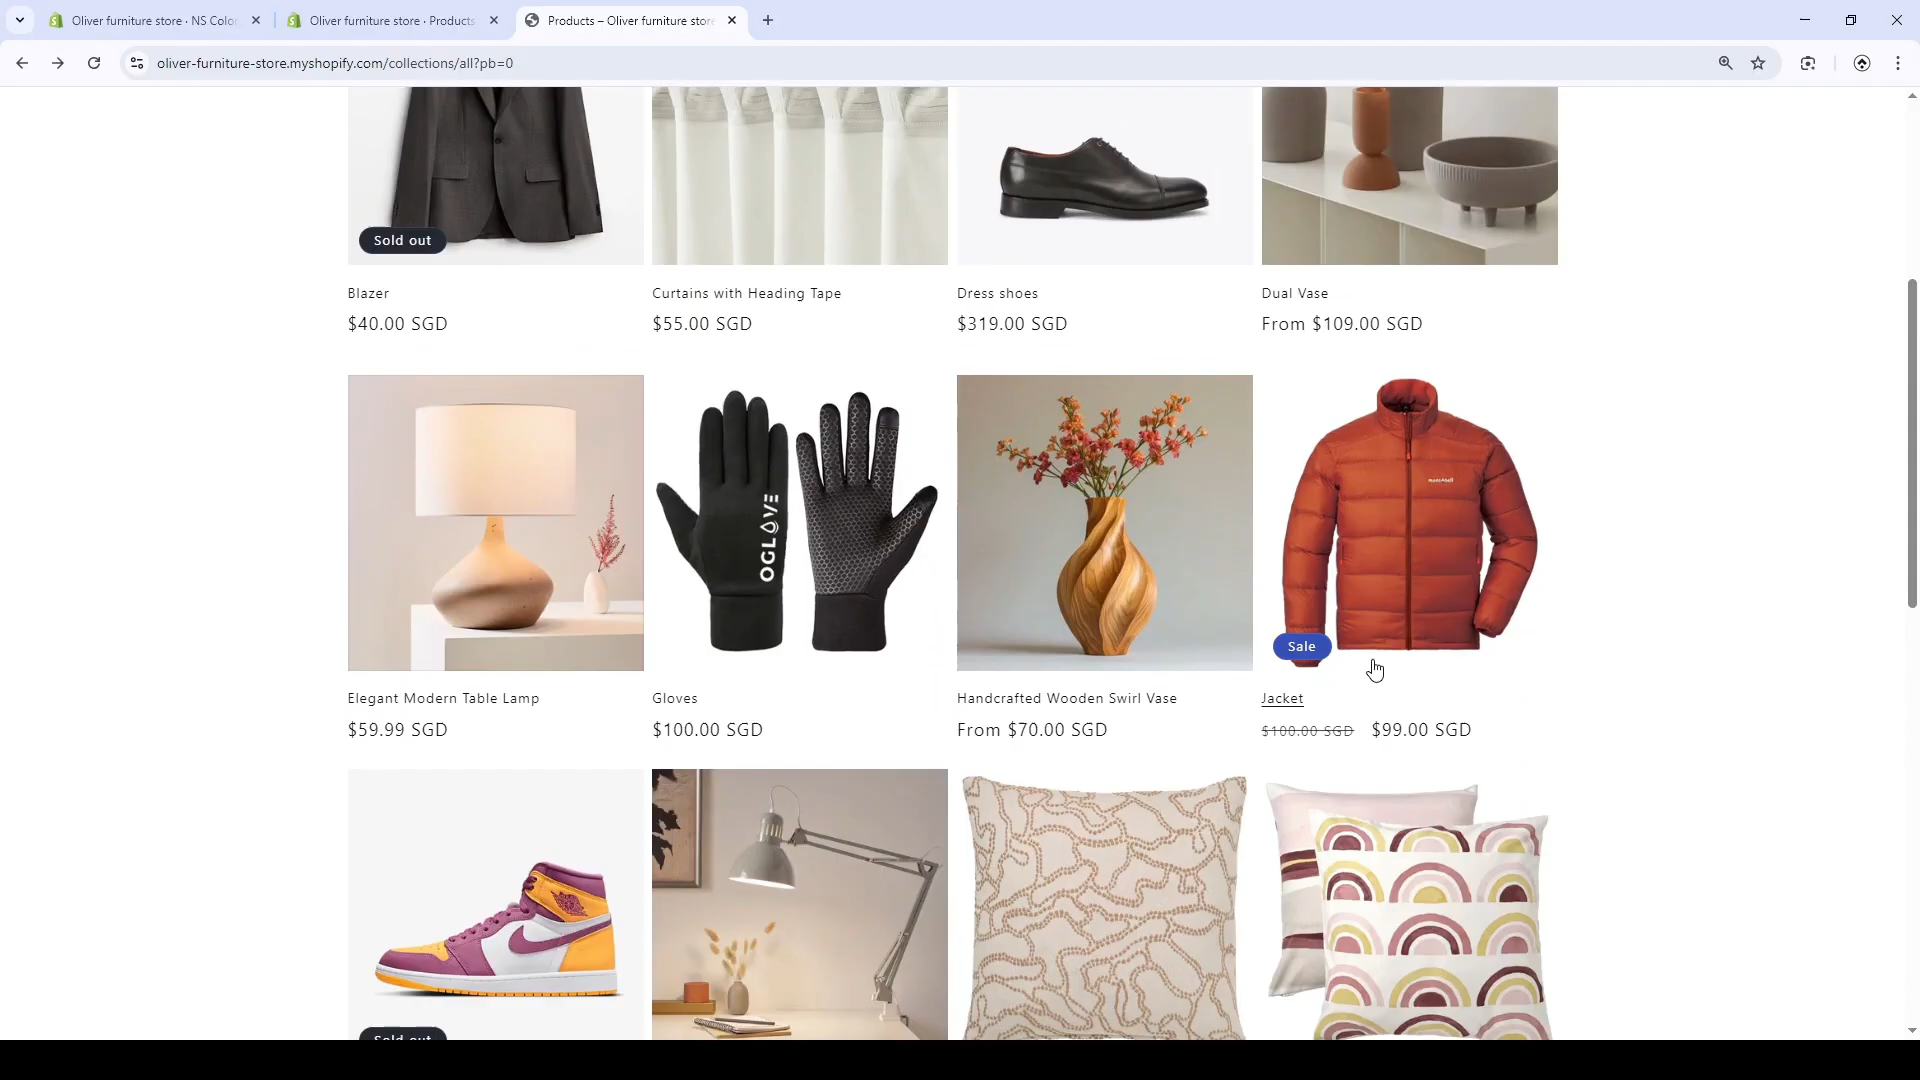 Oliver furniture store · NS Color
Oliver furniture store · Products
Products – Oliver furniture store
oliver-furniture-store.myshopify.com/collections/all?pb=0
Sold out
Blazer
$40.00 SGD
Curtains with Heading Tape
$55.00 SGD
Dress shoes
$319.00 SGD
Dual Vase
From $109.00 SGD
OGLOVE
mont-bell
Sale
Elegant Modern Table Lamp
$59.99 SGD
Gloves
$100.00 SGD
Handcrafted Wooden Swirl Vase
From $70.00 SGD
Jacket
$100.00 SGD $99.00 SGD
Sold out